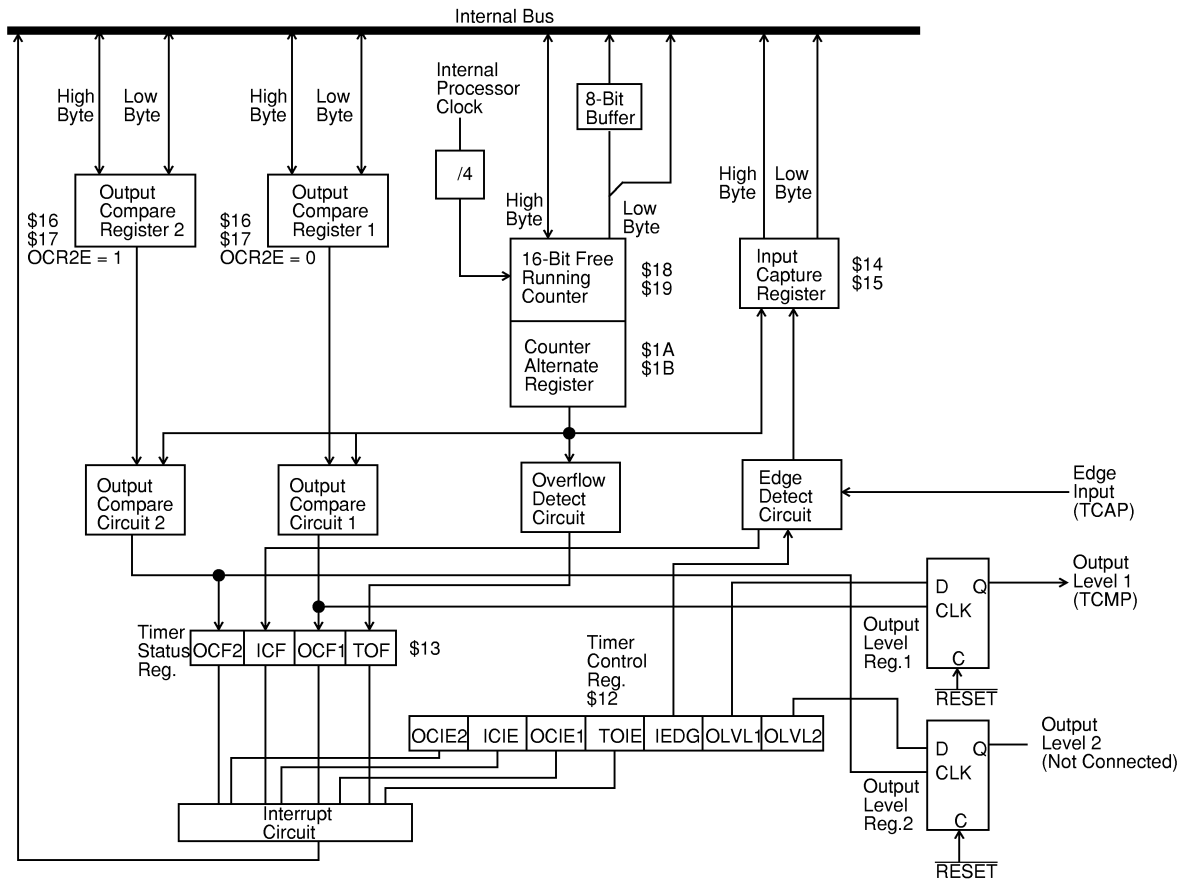 Internal Bus
High
Byte
Low
Byte
High
Byte
Low
Byte
Internal
Processor
Clock
8-Bit
Buffer
/4
High
Byte
Low
Byte
High
Byte
Low
Byte
Output
Compare
Register 2
$16
$17
OCR2E = 1
Output
Compare
Register 1
$16
$17
OCR2E = 0
16-Bit Free
Running
Counter
$18
$19
Counter
Alternate
Register
$1A
$1B
Input
Capture
Register
$14
$15
Output
Compare
Circuit 2
Output
Compare
Circuit 1
Overflow
Detect
Circuit
Edge
Detect
Circuit
Edge
Input
(TCAP)
Output
Level 1
(TCMP)
D Q
CLK
C
Output
Level
Reg.1
RESET
Timer
Status
Reg.
OCF2 ICF OCF1 TOF
$13
Timer
Control
Reg.
$12
OCIE2 ICIE OCIE1 TOIE IEDG OLVL1 OLVL2
Output
Level 2
(Not Connected)
D Q
CLK
C
Output
Level
Reg.2
RESET
Interrupt
Circuit